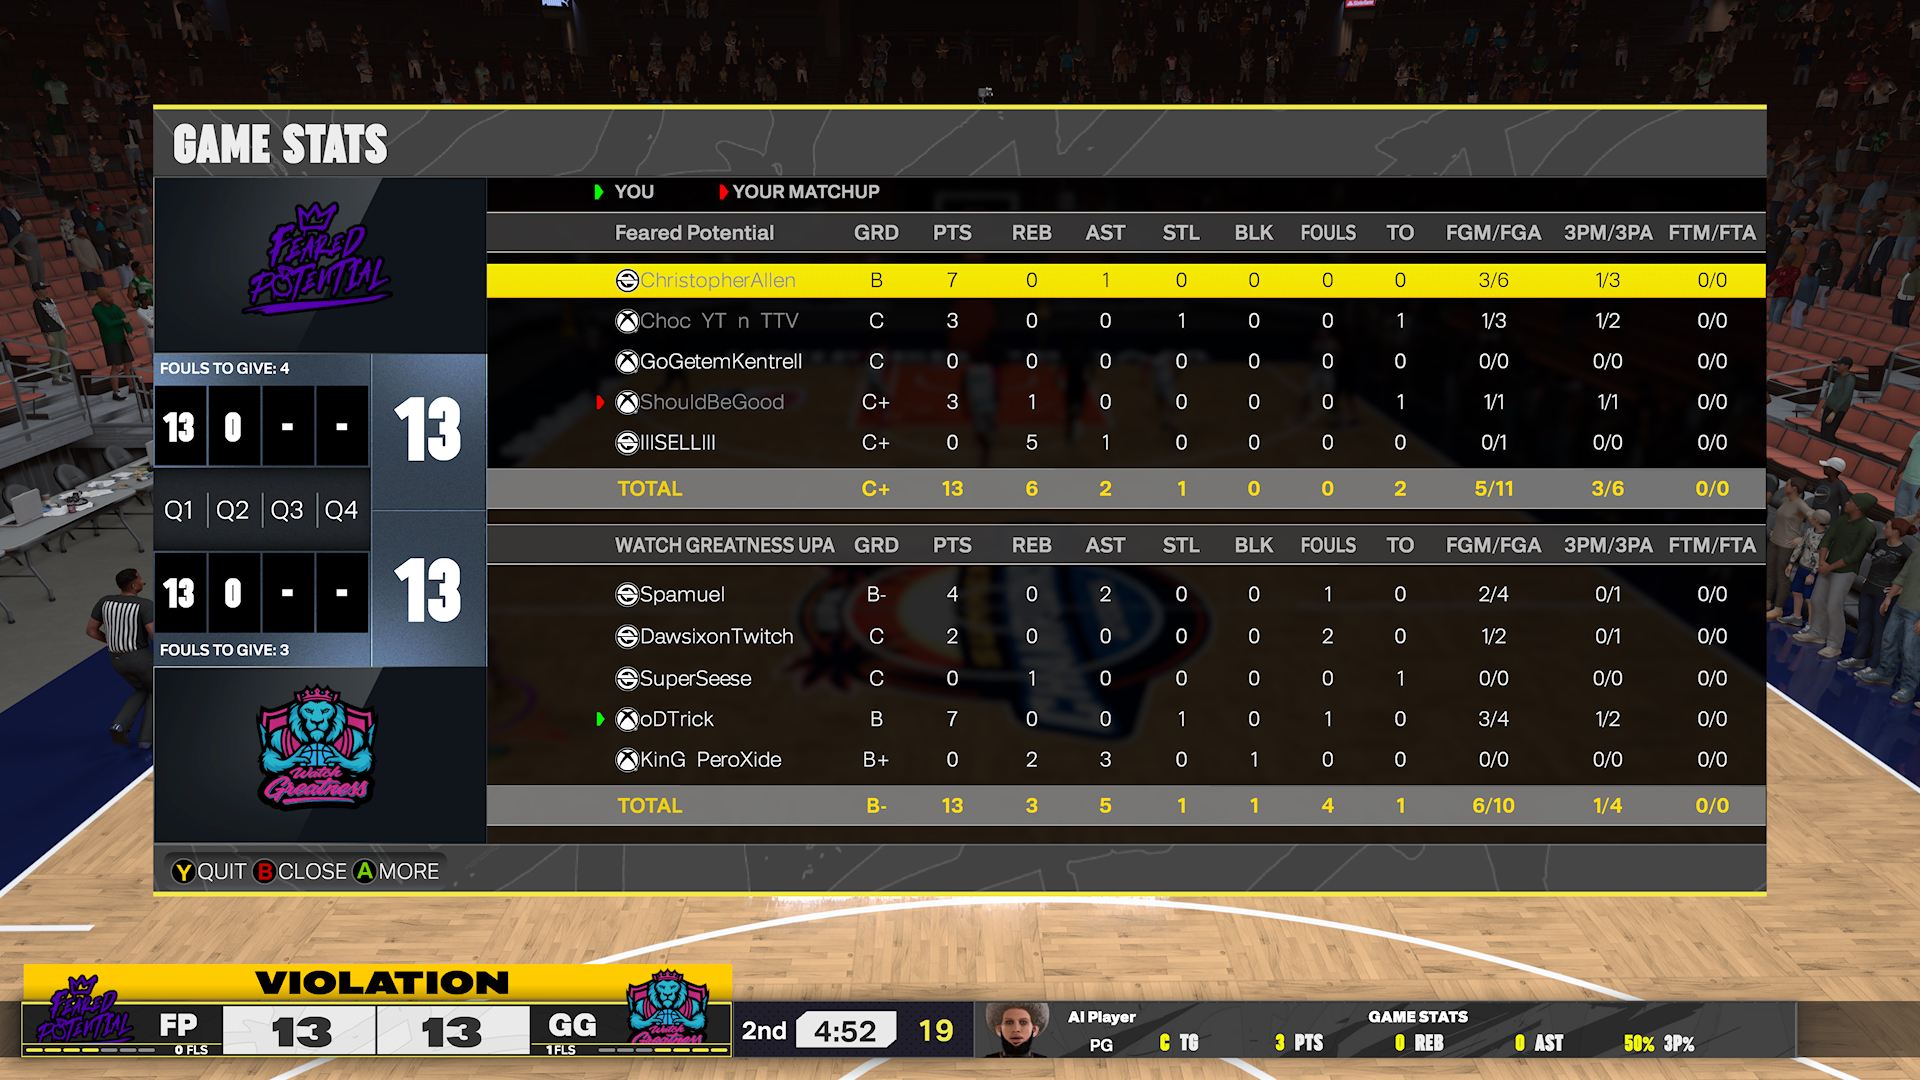 GAME STATS
YOU YOUR MATCHUP
FEARED POTENTIAL
Feared Potential GRD PTS REB AST STL BLK FOULS TO FGM/FGA 3PM/3PA FTM/FTA
ChristopherAllen B 7 0 1 0 0 0 0 3/6 1/3 0/0
Choc YT n TTV C 3 0 0 1 0 0 1 1/3 1/2 0/0
GoGetemKentrell C 0 0 0 0 0 0 0 0/0 0/0 0/0
ShouldBeGood C+ 3 1 0 0 0 0 1 1/1 1/1 0/0
IIISELLIII C+ 0 5 1 0 0 0 0 0/1 0/0 0/0
TOTAL C+ 13 6 2 1 0 0 2 5/11 3/6 0/0
FOULS TO GIVE: 4
13 0 - - 13
Q1 Q2 Q3 Q4
13 0 - - 13
FOULS TO GIVE: 3
WATCH GREATNESS UPA GRD PTS REB AST STL BLK FOULS TO FGM/FGA 3PM/3PA FTM/FTA
Spamuel B- 4 0 2 0 0 1 0 2/4 0/1 0/0
DawsixonTwitch C 2 0 0 0 0 2 0 1/2 0/1 0/0
SuperSeese C 0 1 0 0 0 0 1 0/0 0/0 0/0
oDTrick B 7 0 0 1 0 1 0 3/4 1/2 0/0
KinG PeroXide B+ 0 2 3 0 1 0 0 0/0 0/0 0/0
TOTAL B- 13 3 5 1 1 4 1 6/10 1/4 0/0
Watch
Greatness
Y QUIT B CLOSE A MORE
VIOLATION
FEARED POTENTIAL FP 13 13 GG Watch Greatness
0 FLS 1 FLS
2nd 4:52 19
AI Player GAME STATS
PG C TG 3 PTS 0 REB 0 AST 50% 3P%